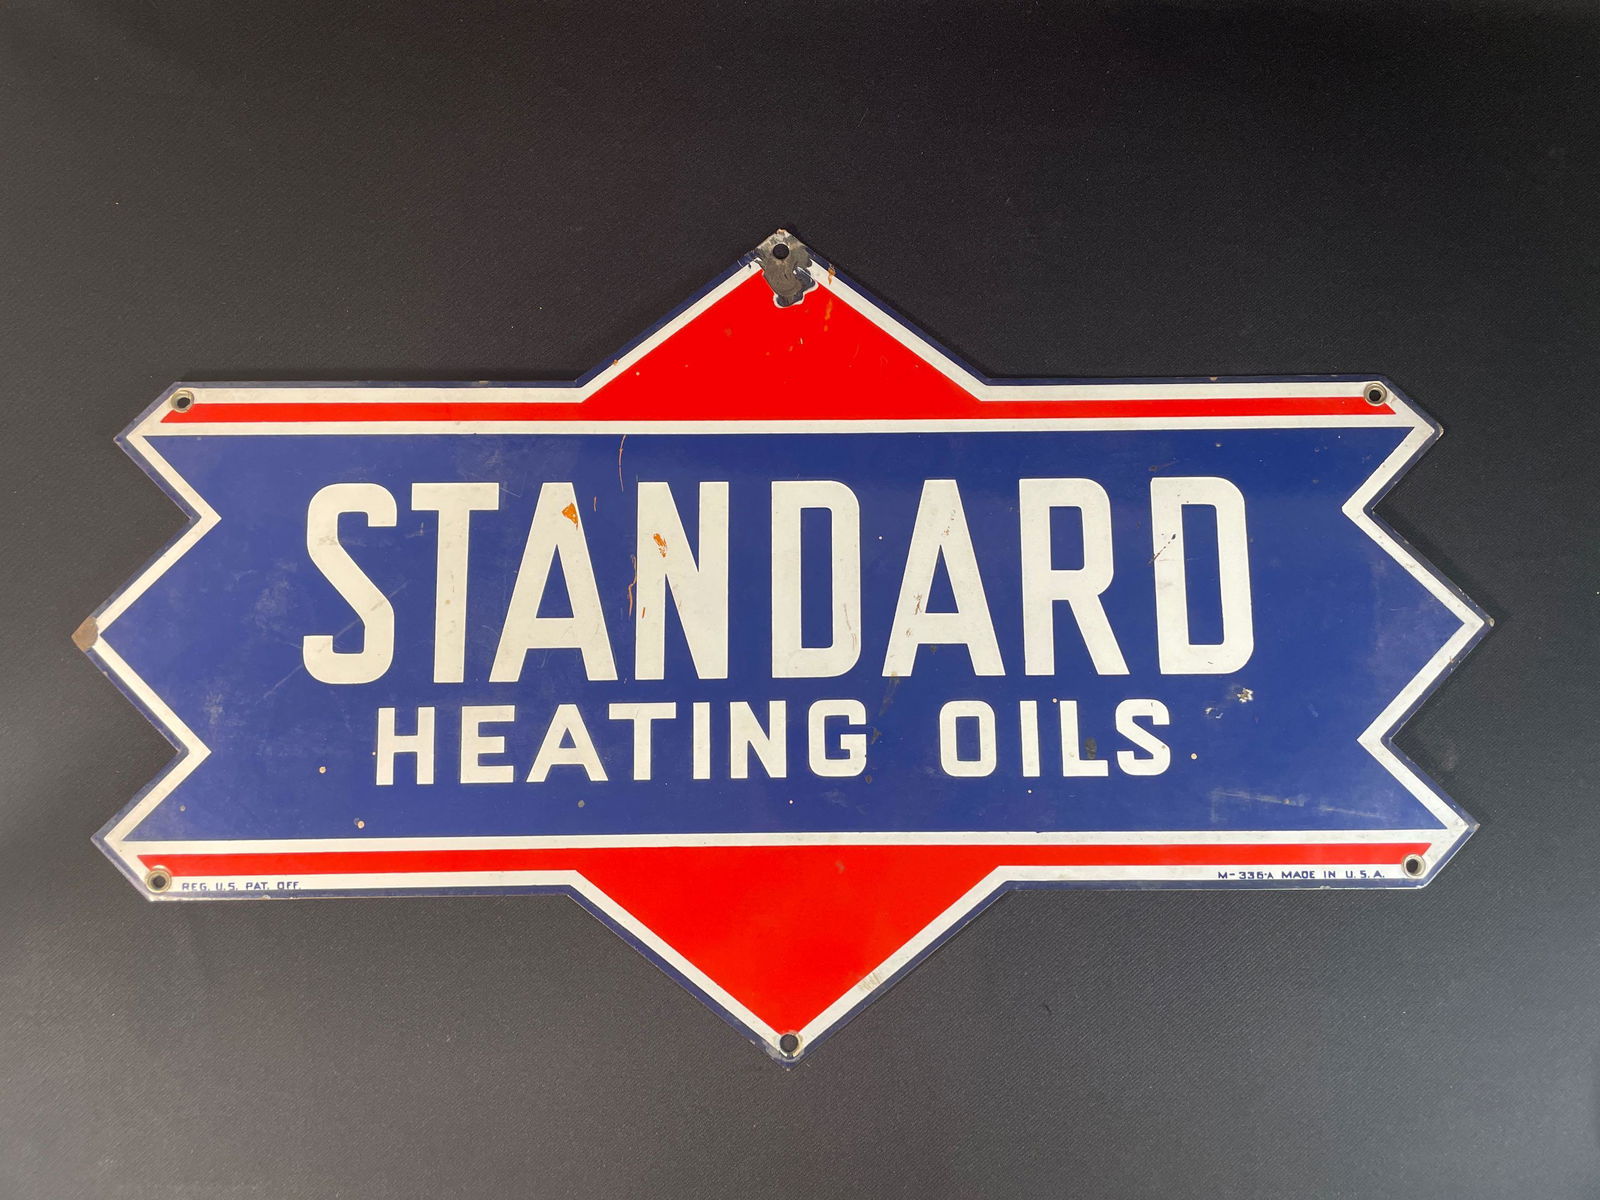 STANDARD
HEATING OILS
REG. U.S. PAT. OFF.
M-336-A MADE IN U.S.A.